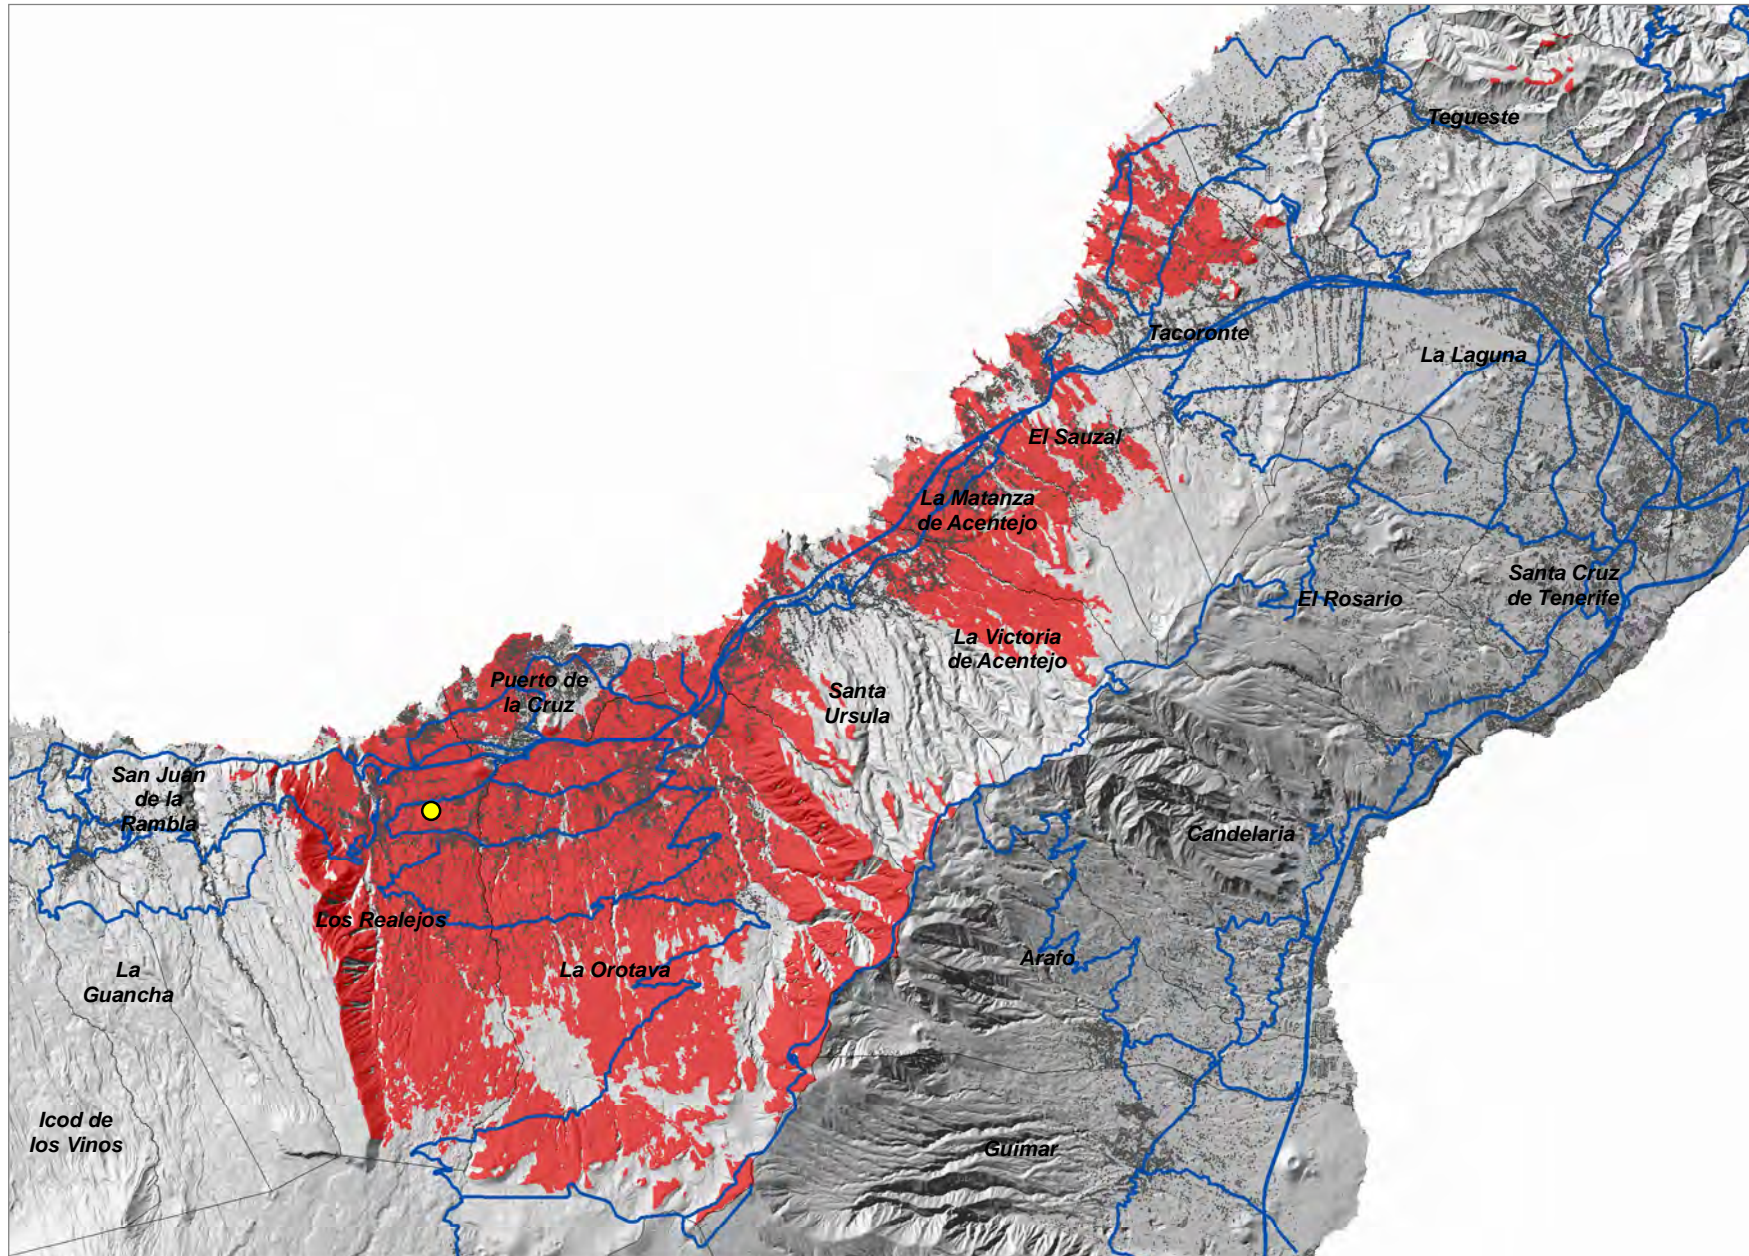 Tegueste
Tacoronte
La Laguna
El Sauzal
La Matanza
de Acentejo
Santa Cruz
de Tenerife
El Rosario
La Victoria
de Acentejo
Puerto de
la Cruz
Santa
Ursula
San Juan
de la
Rambla
Candelaria
Los Realejos
La Orotava
Arafo
La
Guancha
Icod de
los Vinos
Guimar